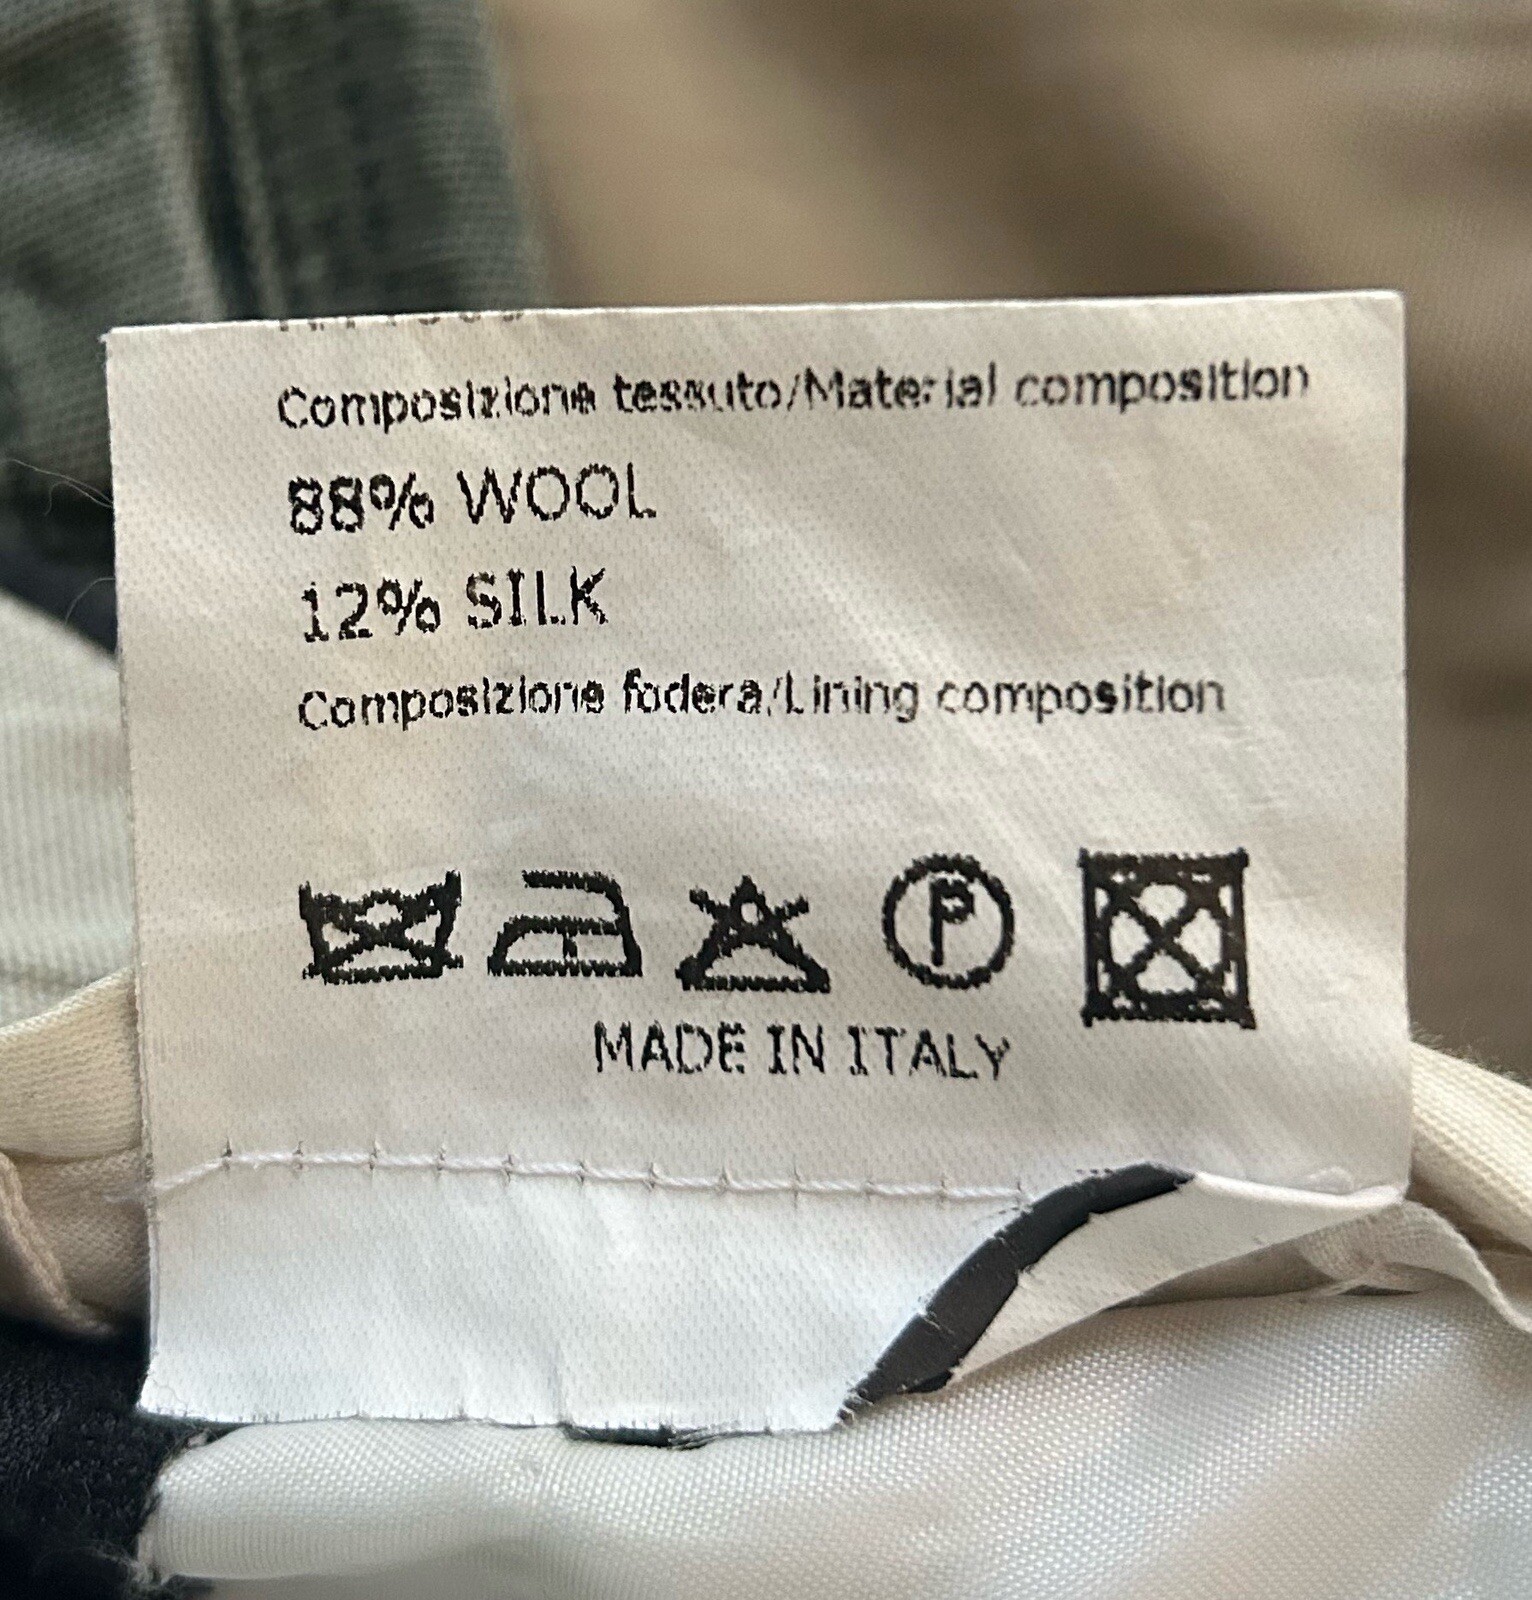 Composizione tessuto/Material composition
88% WOOL
12% SILK
Composizione fodera/Lining composition
P
MADE IN ITALY